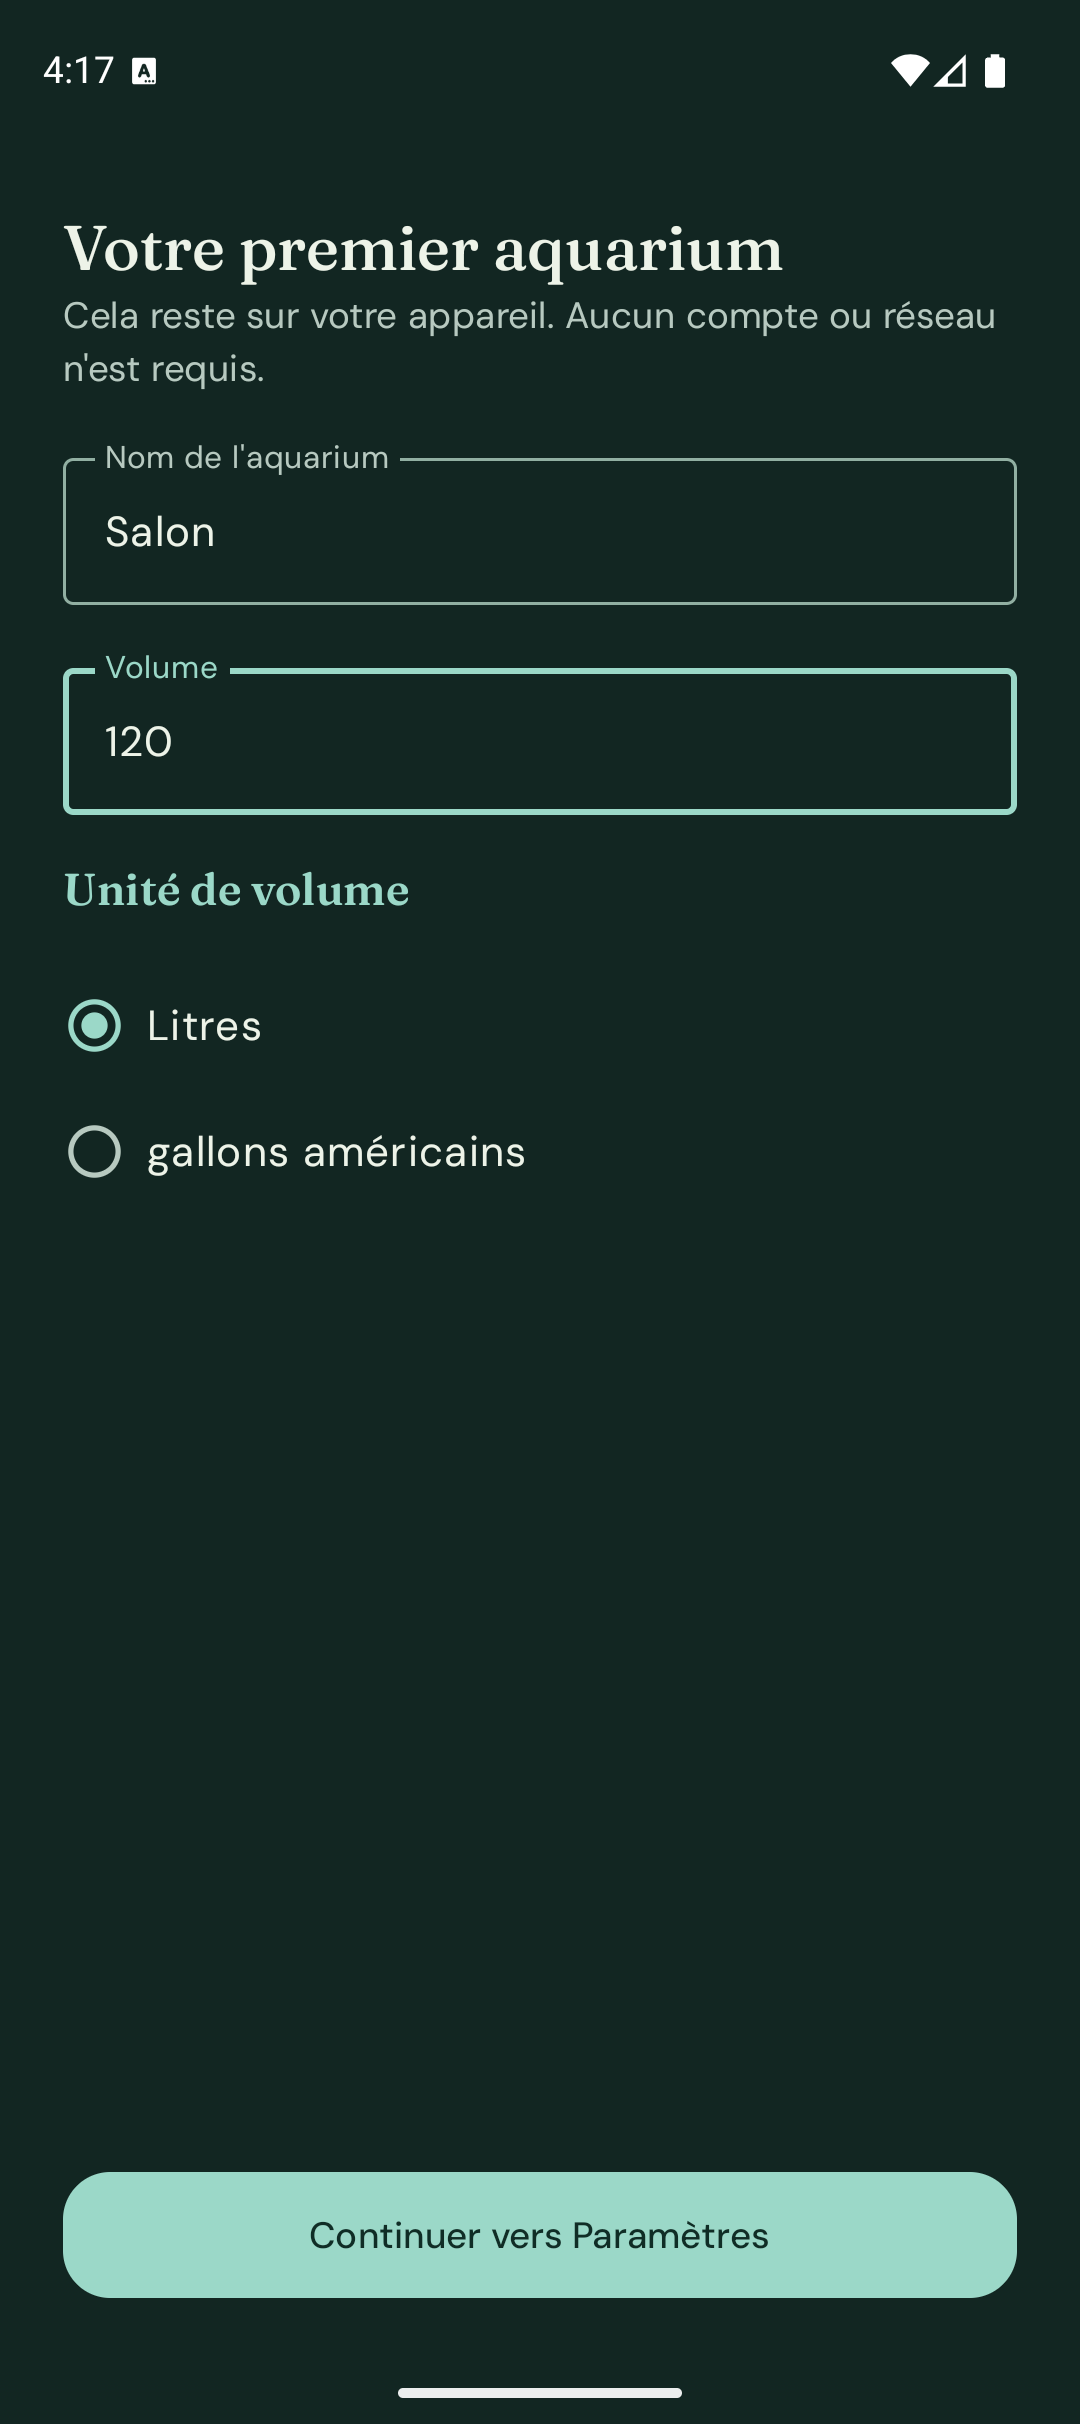 4:17
Votre premier aquarium
Cela reste sur votre appareil. Aucun compte ou réseau
n'est requis.
Nom de l'aquarium
Salon
Volume
120
Unité de volume
Litres
gallons américains
Continuer vers Paramètres